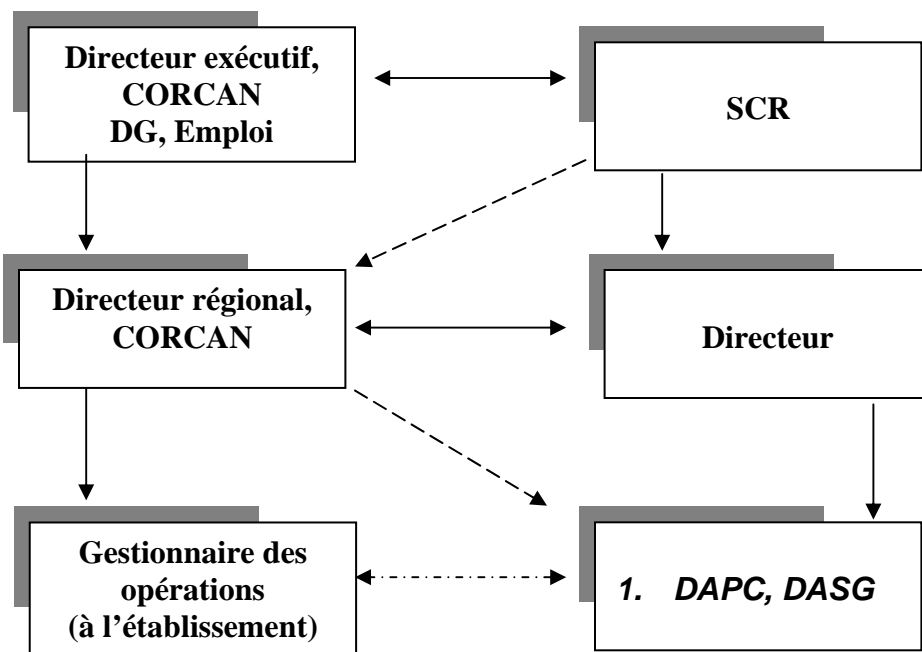 Directeur exécutif,
CORCAN
DG, Emploi
SCR
Directeur régional,
CORCAN
Directeur
Gestionnaire des
opérations
(à l'établissement)
1. DAPC, DASG